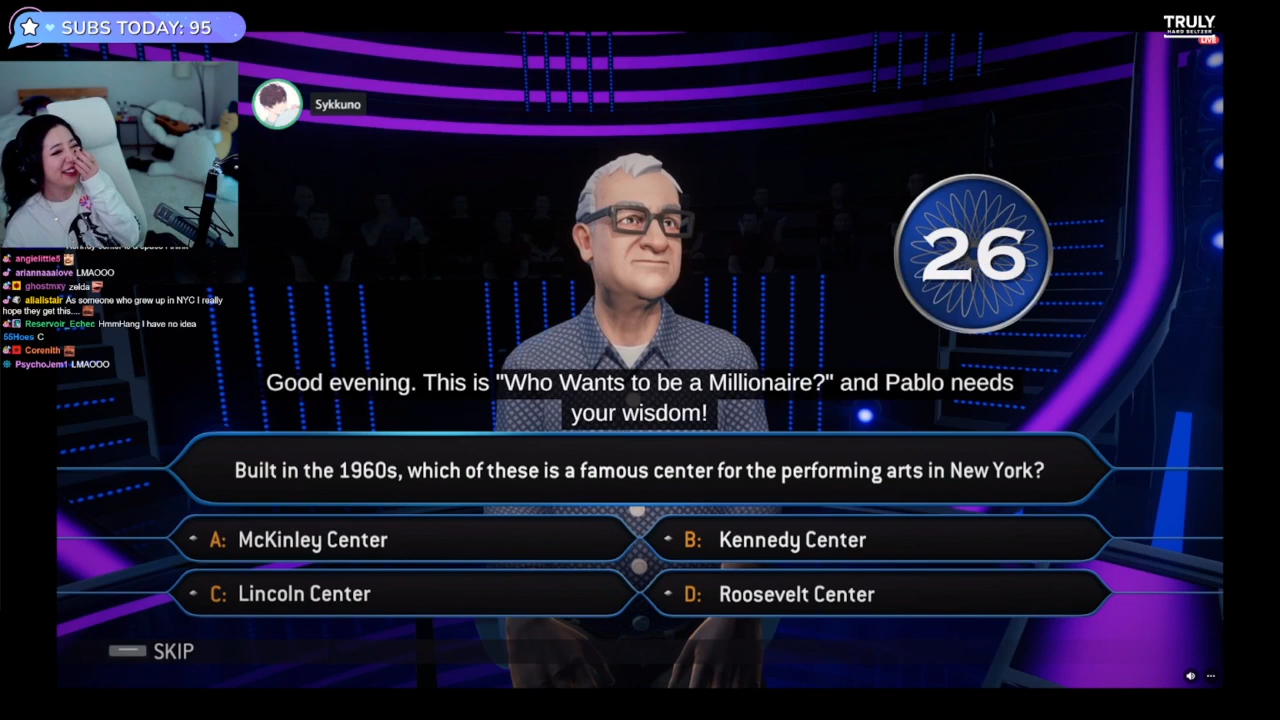 SUBS TODAY: 95
TRULY
HARD SELTZER
LIVE
Sykkuno
26
angielittle5
ariannaaalove LMAOOO
ghostmxy zelda
alialistair As someone who grew up in NYC I really
hope they get this....
Reservoir_Echec HmmHang I have no idea
55Hoes C
Corenith
PsychoJem1 LMAOOO
Good evening. This is "Who Wants to be a Millionaire?" and Pablo needs
your wisdom!
Built in the 1960s, which of these is a famous center for the performing arts in New York?
A: McKinley Center
B: Kennedy Center
C: Lincoln Center
D: Roosevelt Center
SKIP